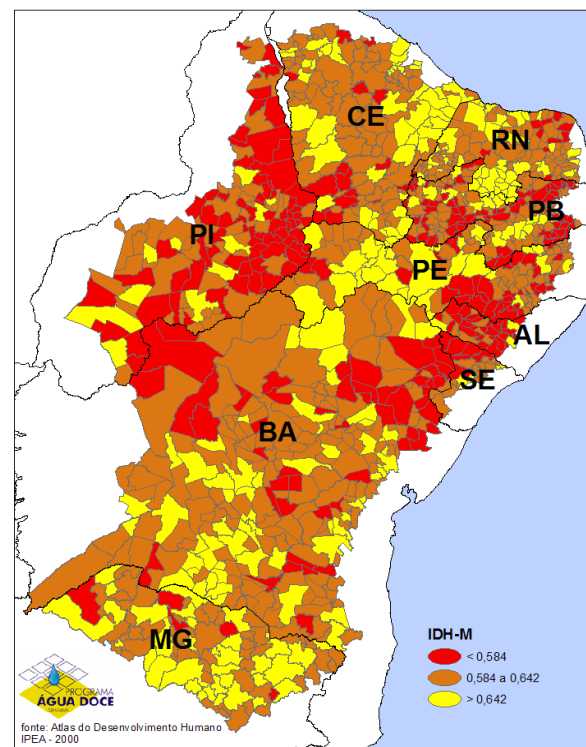 CE
RN
PB
PI
PE
AL
SE
BA
MG
IDH-M
< 0,584
0,584 a 0,642
> 0,642
PROGRAMA
ÁGUA DOCE
fonte: Atlas do Desenvolvimento Humano
IPEA - 2000